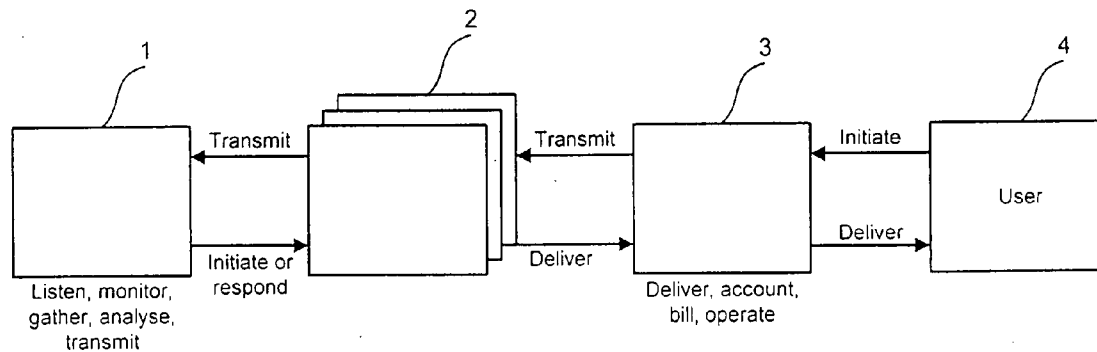 1
2
3
4
Transmit
Transmit
Initiate
User
Initiate or
respond
Deliver
Deliver
Listen, monitor,
gather, analyse,
transmit
Deliver, account,
bill, operate